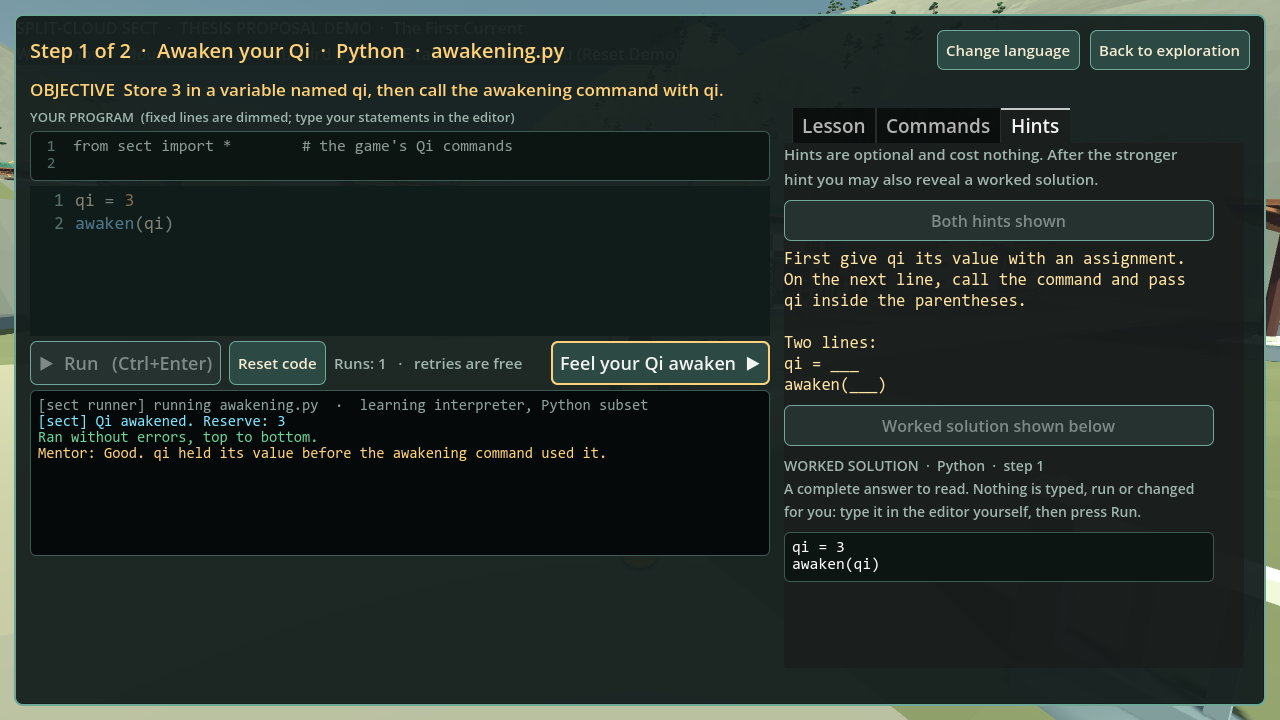 SPLIT-CLOUD SECT · THESIS PROPOSAL DEMO · The First Current
Step 1 of 2 · Awaken your Qi · Python · awakening.py
Change language
Back to exploration
OBJECTIVE Store 3 in a variable named qi, then call the awakening command with qi.
YOUR PROGRAM (fixed lines are dimmed; type your statements in the editor)
1 from sect import * # the game's Qi commands
2
1 qi = 3
2 awaken(qi)
▶ Run (Ctrl+Enter)
Reset code
Runs: 1 · retries are free
Feel your Qi awaken ▶
[sect runner] running awakening.py · learning interpreter, Python subset
[sect] Qi awakened. Reserve: 3
Ran without errors, top to bottom.
Mentor: Good. qi held its value before the awakening command used it.
Lesson
Commands
Hints
Hints are optional and cost nothing. After the stronger
hint you may also reveal a worked solution.
Both hints shown
First give qi its value with an assignment.
On the next line, call the command and pass
qi inside the parentheses.
Two lines:
qi = ___
awaken(___)
Worked solution shown below
WORKED SOLUTION · Python · step 1
A complete answer to read. Nothing is typed, run or changed
for you: type it in the editor yourself, then press Run.
qi = 3
awaken(qi)